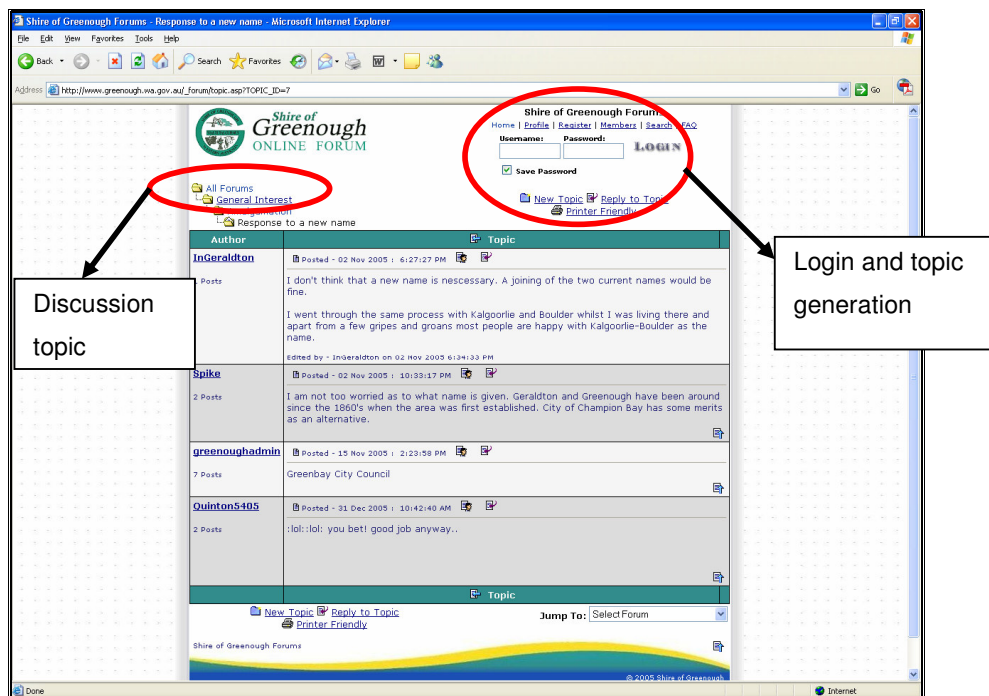 Shire of Greenough Forums - Response to a new name - Microsoft Internet Explorer
File Edit View Favorites Tools Help
Back Search Favorites
Address http://www.greenough.wa.gov.au/_forum/topic.asp?TOPIC_ID=7 Go
Shire of
Greenough
ONLINE FORUM
Shire of Greenough Forums
Home | Profile | Register | Members | Search | FAQ
Username: Password:
LOGIN
Save Password
All Forums
General Interest
Response to a new name
New Topic Reply to Topic
Printer Friendly
Discussion
topic
Login and topic
generation
Author Topic
InGeraldton Posted - 02 Nov 2005 : 6:27:27 PM
1 Posts
I don't think that a new name is nescessary. A joining of the two current names would be
fine.
I went through the same process with Kalgoorlie and Boulder whilst I was living there and
apart from a few gripes and groans most people are happy with Kalgoorlie-Boulder as the
name.
Edited by - InGeraldton on 02 Nov 2005 6:34:33 PM
Spike Posted - 02 Nov 2005 : 10:33:17 PM
2 Posts
I am not too worried as to what name is given. Geraldton and Greenough have been around
since the 1860's when the area was first established. City of Champion Bay has some merits
as an alternative.
greenoughadmin Posted - 15 Nov 2005 : 2:23:58 PM
7 Posts Greenbay City Council
Quinton5405 Posted - 31 Dec 2005 : 10:42:40 AM
2 Posts :lol::lol: you bet! good job anyway..
Topic
New Topic Reply to Topic
Printer Friendly
Jump To: Select Forum
Shire of Greenough Forums
© 2005 Shire of Greenough
Done Internet